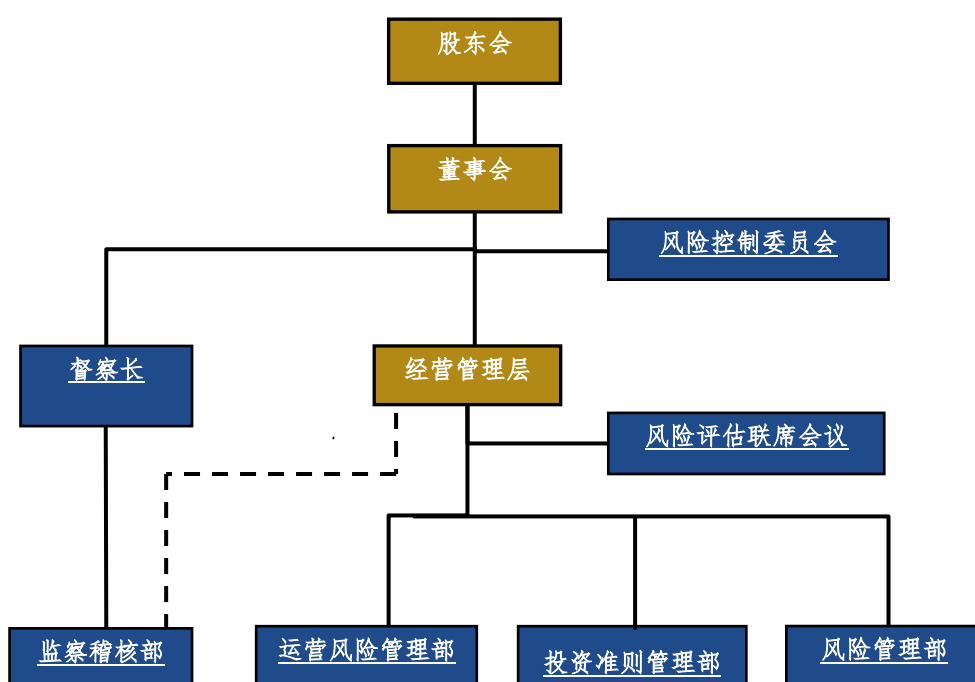 股东会
董事会
风险控制委员会
督察长
经营管理层
风险评估联席会议
监察稽核部
运营风险管理部
投资准则管理部
风险管理部